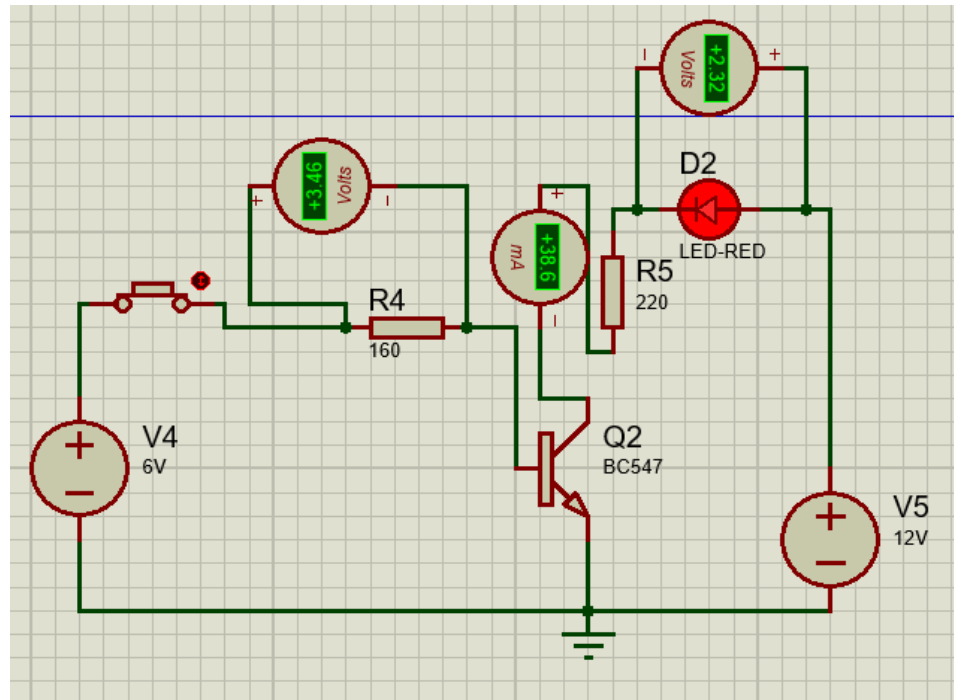 +2.32
Volts
+3.46
Volts
D2
LED-RED
+38.6
mA
R5
220
R4
160
V4
6V
Q2
BC547
V5
12V